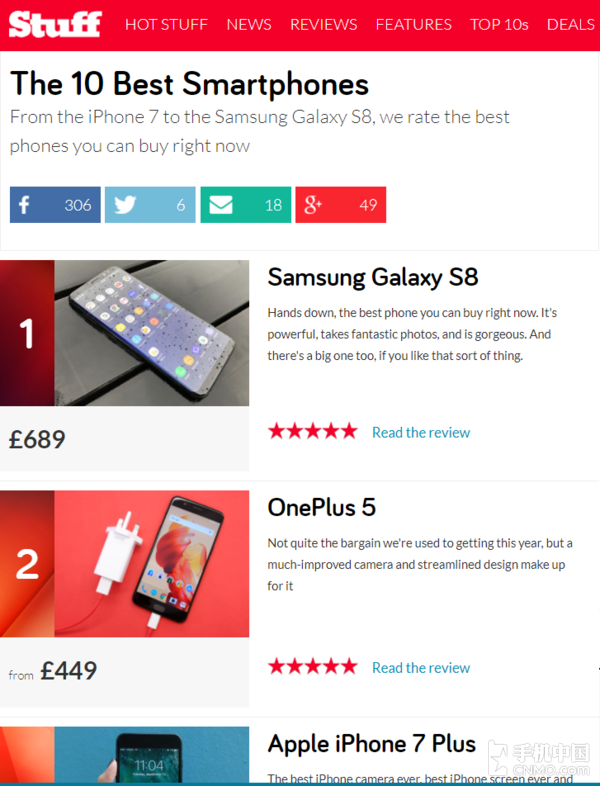 Stuff HOT STUFF NEWS REVIEWS FEATURES TOP 10s DEALS
The 10 Best Smartphones
From the iPhone 7 to the Samsung Galaxy S8, we rate the best
phones you can buy right now
306 6 18 g+ 49
1
Samsung Galaxy S8
Hands down, the best phone you can buy right now. It's
powerful, takes fantastic photos, and is gorgeous. And
there's a big one too, if you like that sort of thing.
£689
Read the review
2
OnePlus 5
Not quite the bargain we're used to getting this year, but a
much-improved camera and streamlined design make up
for it
from £449
Read the review
11:04
Apple iPhone 7 Plus
The best iPhone camera ever, best iPhone screen ever and
手机中国
CNMO.com